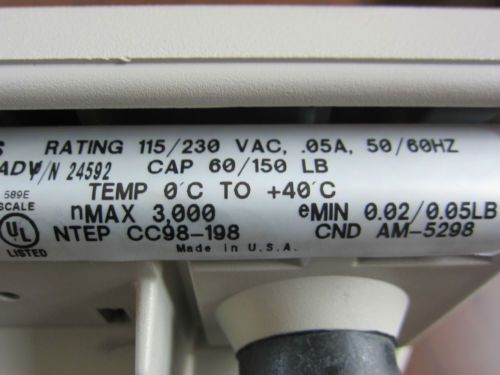 S RATING 115/230 VAC, .05A, 50/60HZ
ADV P/N 24592 CAP 60/150 LB
589E TEMP 0°C TO +40°C
SCALE nMAX 3,000 eMIN 0.02/0.05LB
UL NTEP CC98-198 CND AM-5298
LISTED Made in U.S.A.